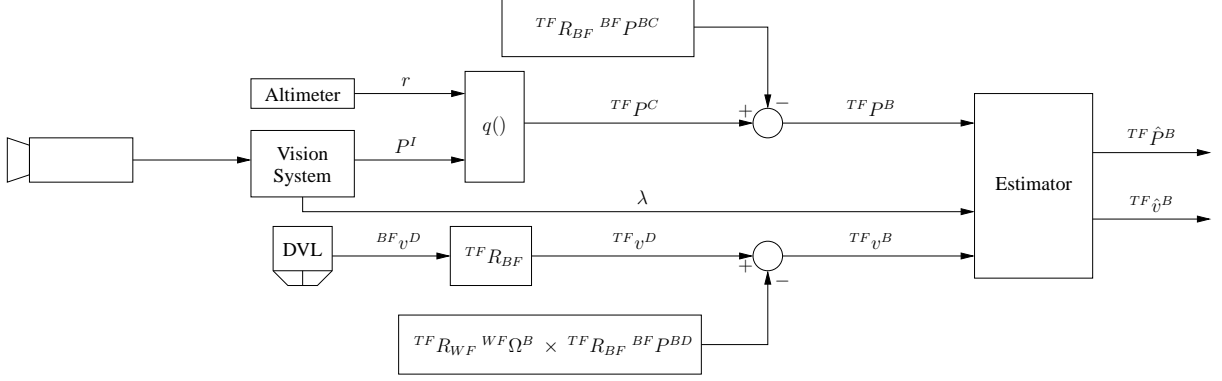 ^{TF}R_{BF} ^{BF}P^{BC}
Altimeter
r
q()
^{TF}P^{C}
+
−
^{TF}P^{B}
Vision
System
P^{I}
λ
Estimator
^{TF}\hat{P}^{B}
^{TF}\hat{v}^{B}
DVL
^{BF}v^{D}
^{TF}R_{BF}
^{TF}v^{D}
+
−
^{TF}v^{B}
^{TF}R_{WF} ^{WF}Ω^{B} × ^{TF}R_{BF} ^{BF}P^{BD}